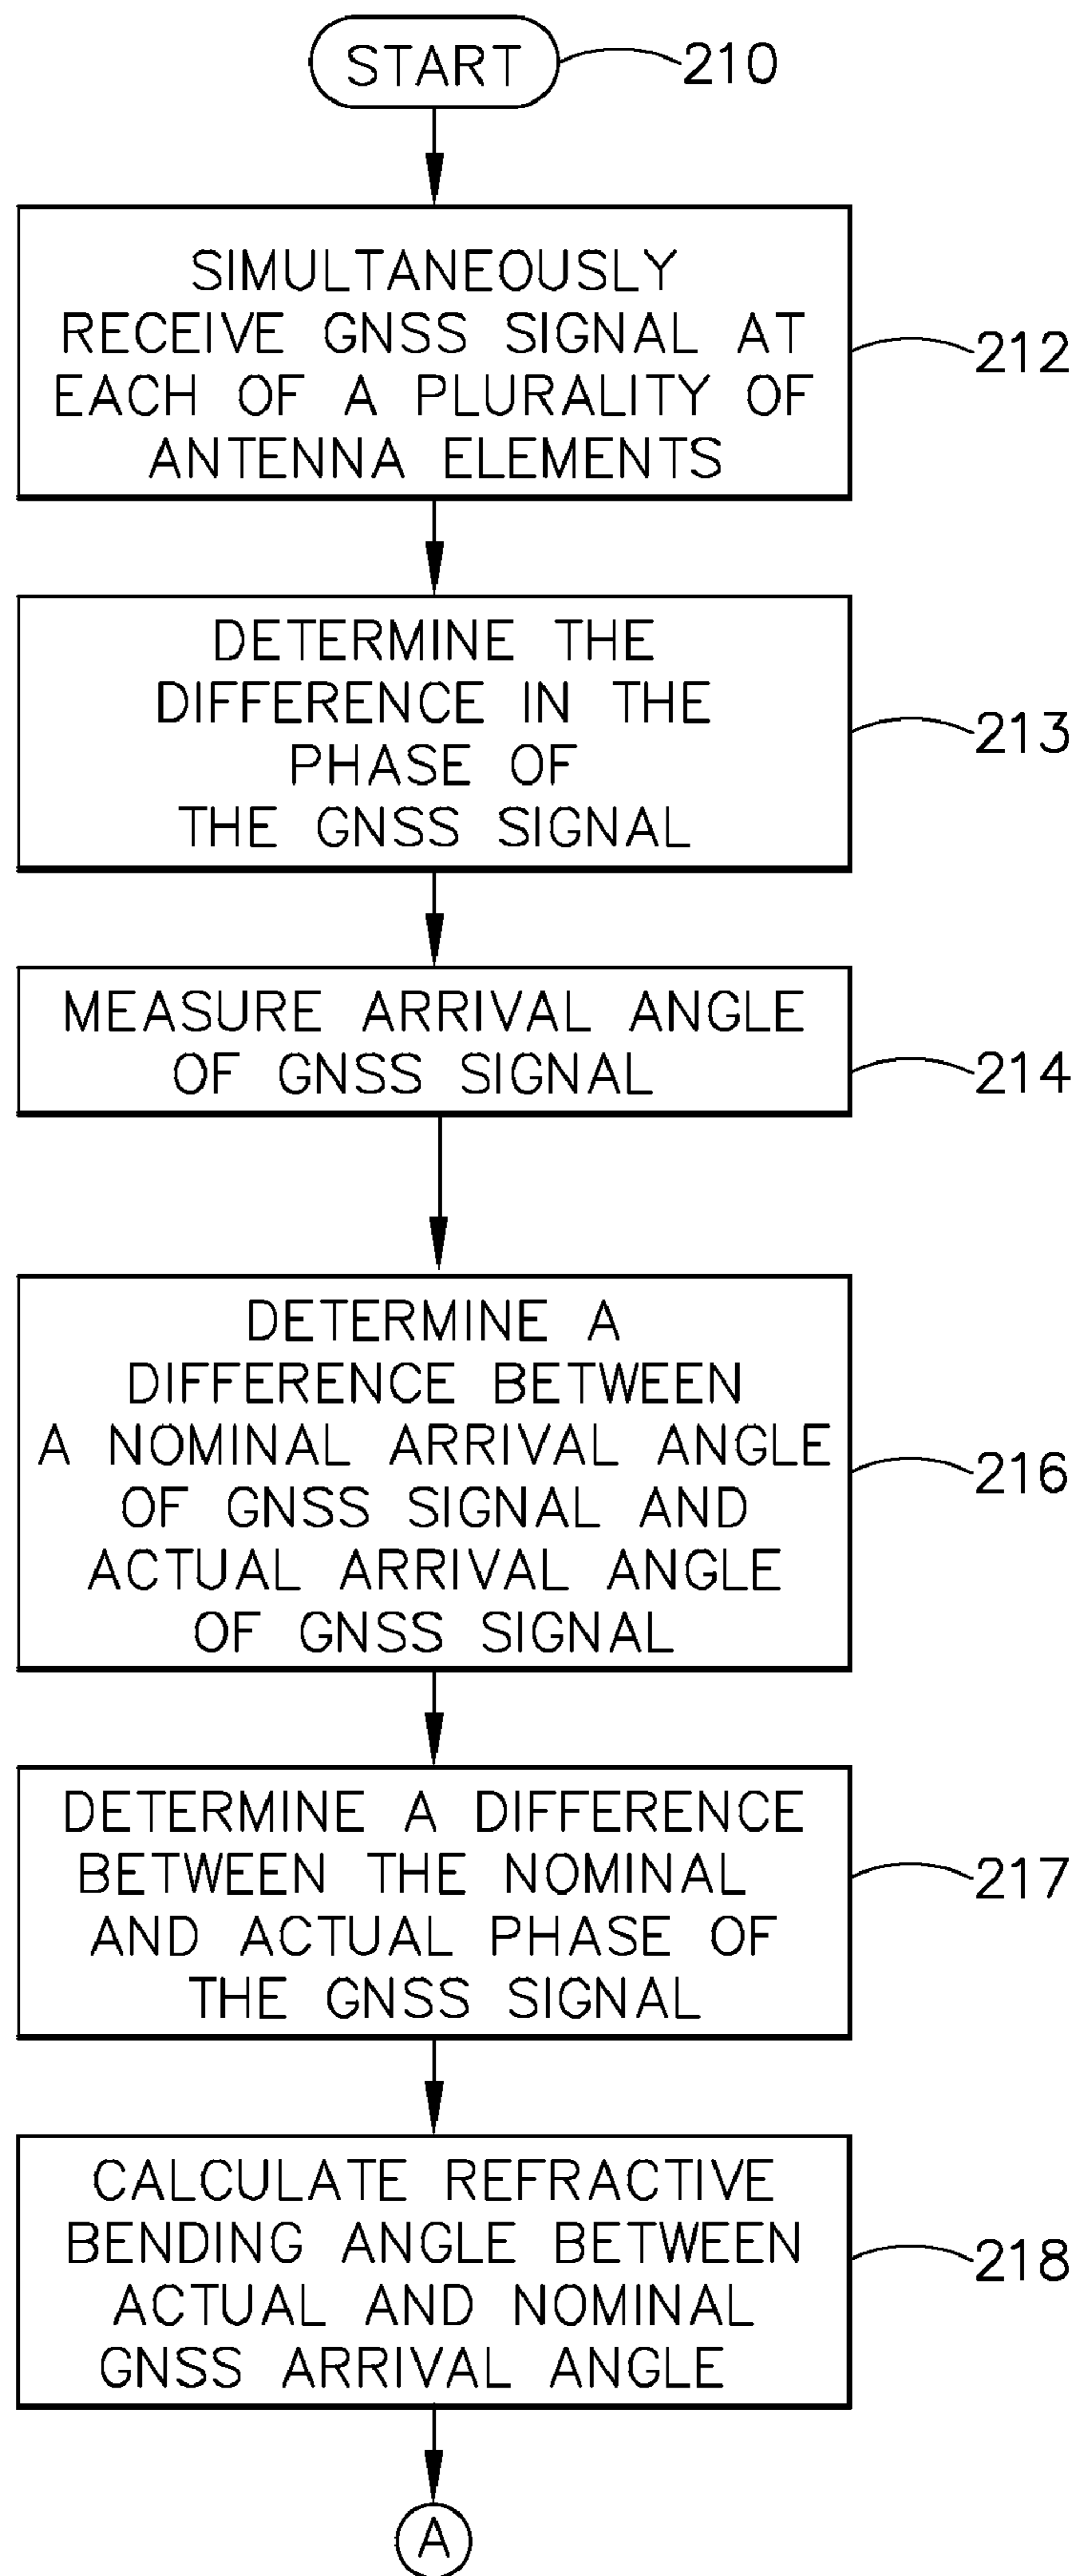 START
210
SIMULTANEOUSLY
RECEIVE GNSS SIGNAL AT
EACH OF A PLURALITY OF
ANTENNA ELEMENTS
212
DETERMINE THE
DIFFERENCE IN THE
PHASE OF
THE GNSS SIGNAL
213
MEASURE ARRIVAL ANGLE
OF GNSS SIGNAL
214
DETERMINE A
DIFFERENCE BETWEEN
A NOMINAL ARRIVAL ANGLE
OF GNSS SIGNAL AND
ACTUAL ARRIVAL ANGLE
OF GNSS SIGNAL
216
DETERMINE A DIFFERENCE
BETWEEN THE NOMINAL
AND ACTUAL PHASE OF
THE GNSS SIGNAL
217
CALCULATE REFRACTIVE
BENDING ANGLE BETWEEN
ACTUAL AND NOMINAL
GNSS ARRIVAL ANGLE
218
A